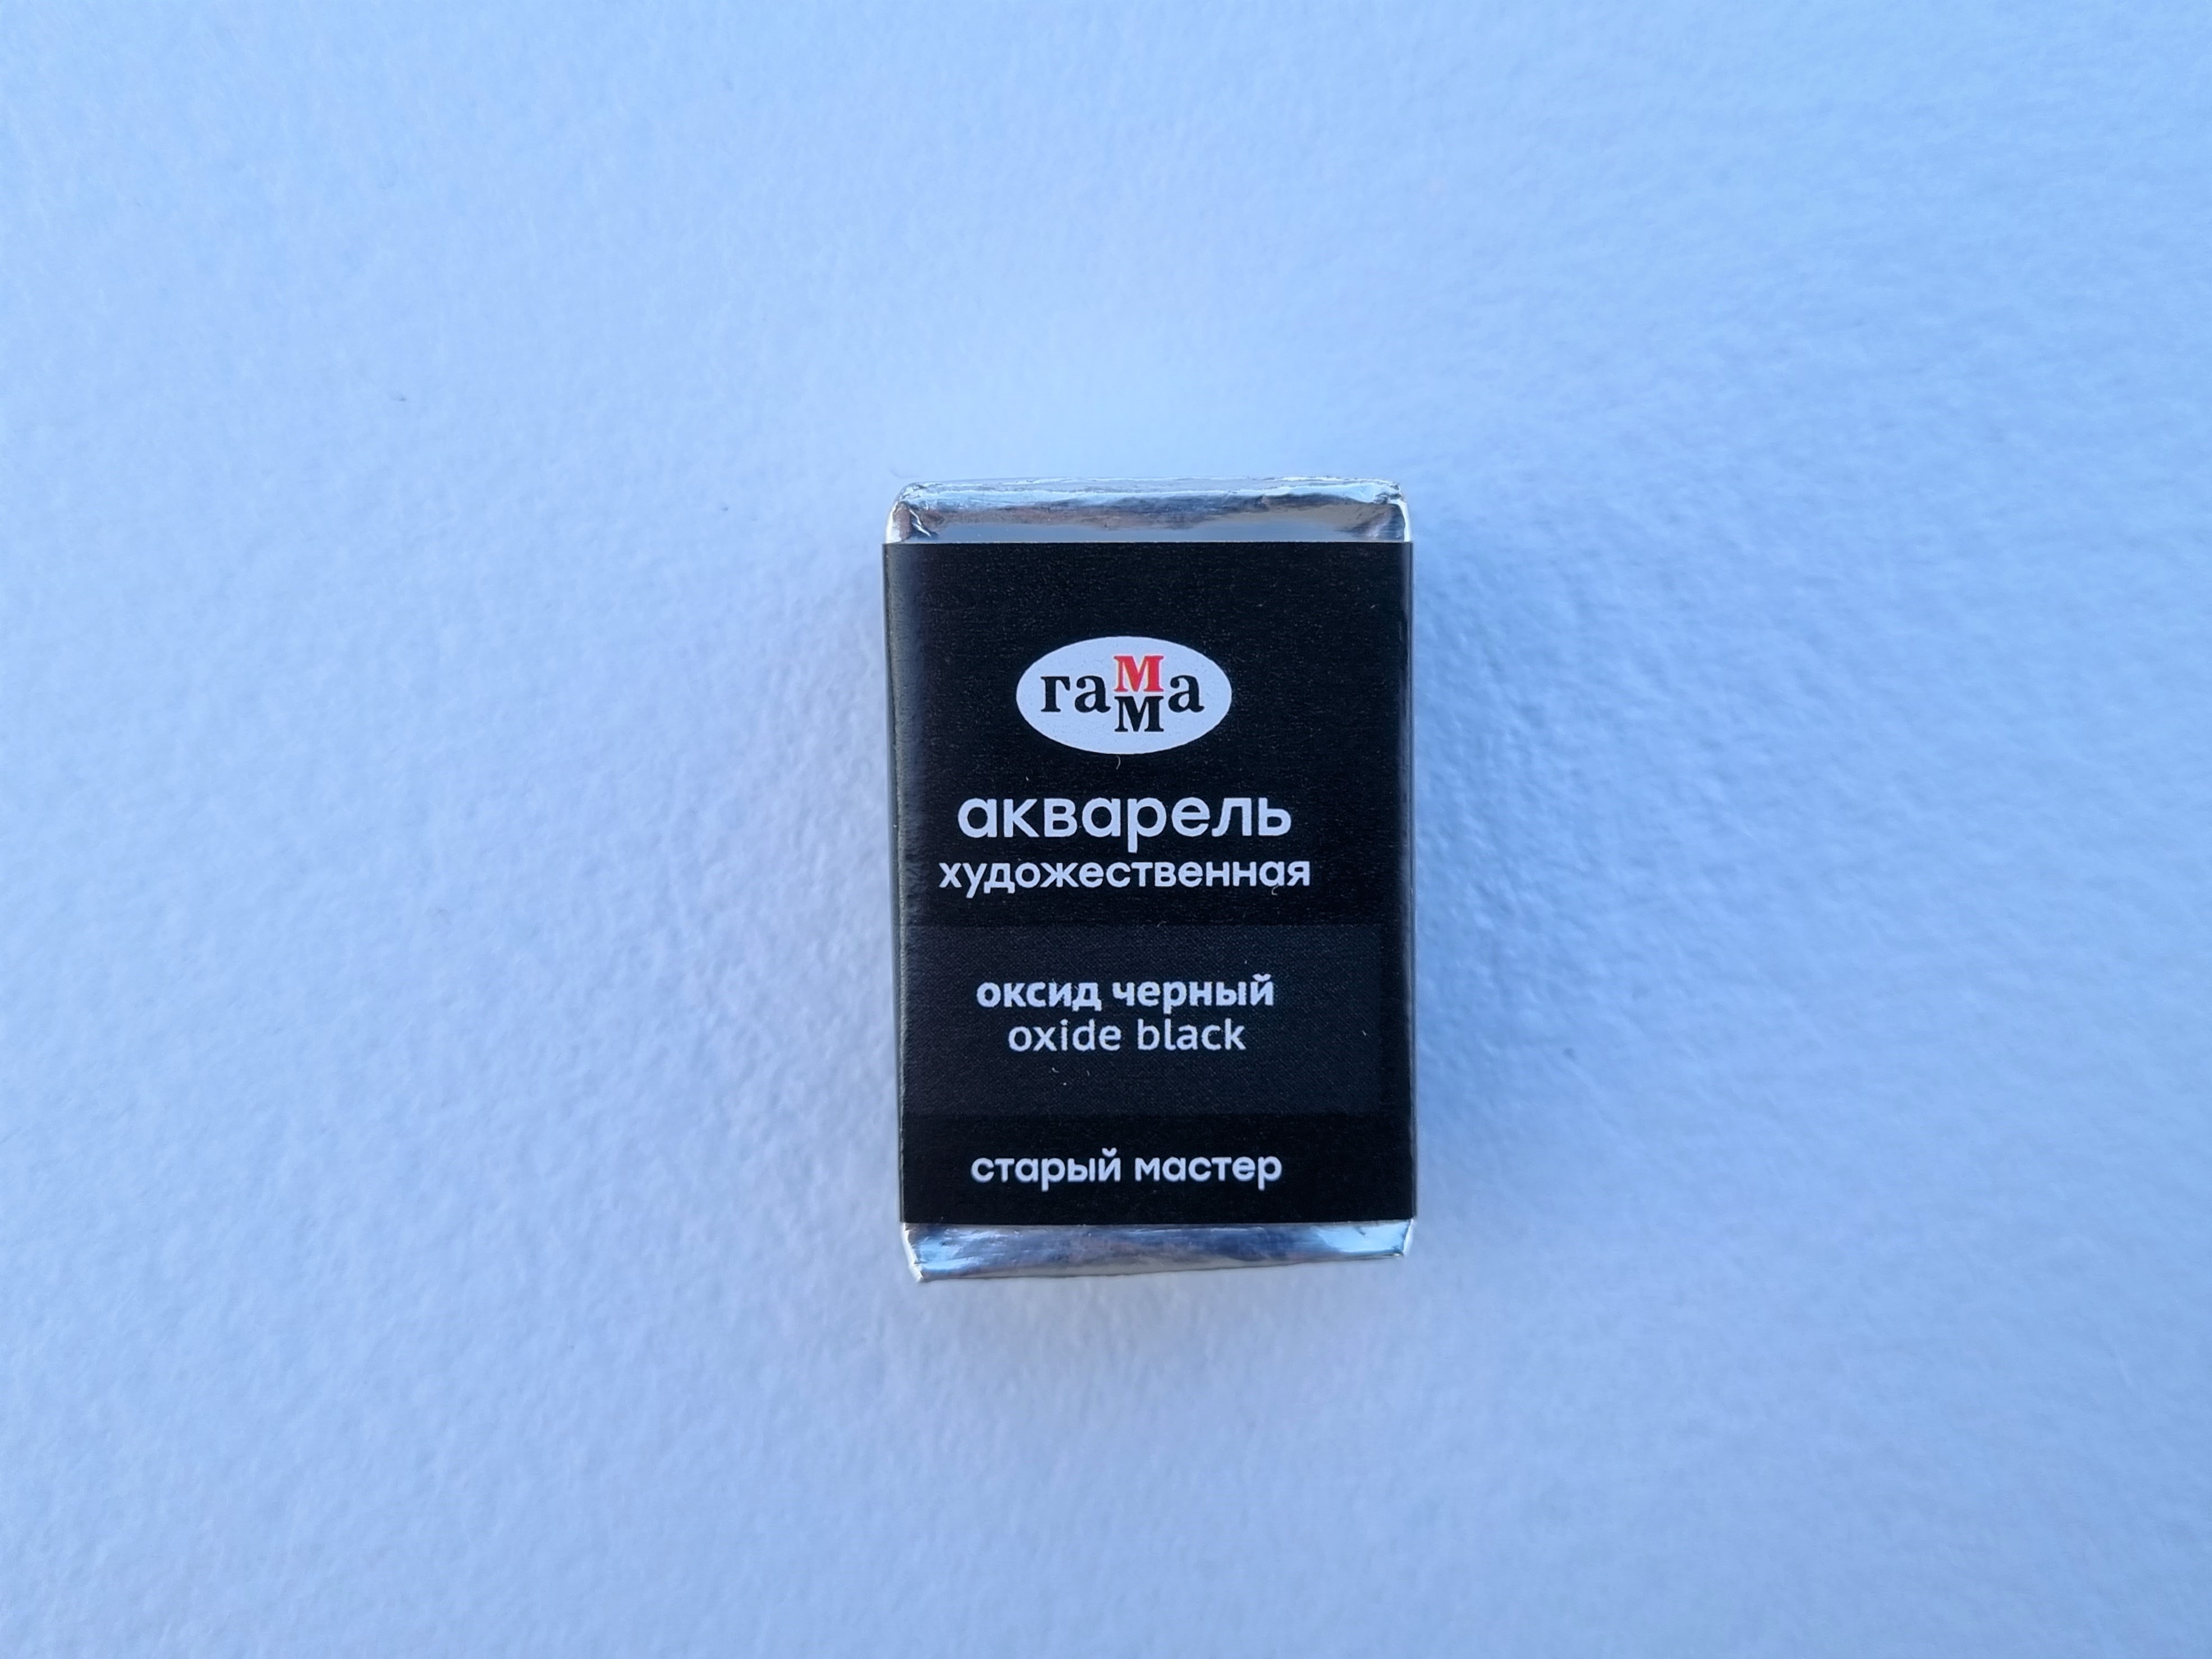 гамма
акварель
художественная
оксид черный
oxide black
старый мастер